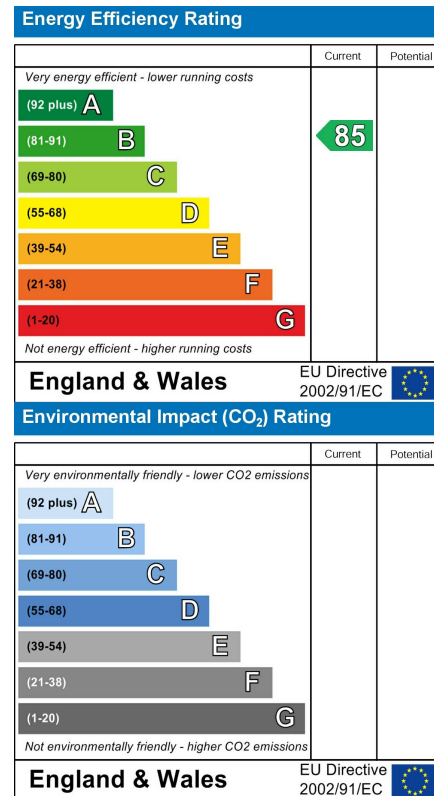 Energy Efficiency Rating
Current Potential
Very energy efficient - lower running costs
(92 plus) A
(81-91) B 85
(69-80) C
(55-68) D
(39-54) E
(21-38) F
(1-20) G
Not energy efficient - higher running costs
England & Wales EU Directive 2002/91/EC
Environmental Impact (CO₂) Rating
Current Potential
Very environmentally friendly - lower CO2 emissions
(92 plus) A
(81-91) B
(69-80) C
(55-68) D
(39-54) E
(21-38) F
(1-20) G
Not environmentally friendly - higher CO2 emissions
England & Wales EU Directive 2002/91/EC